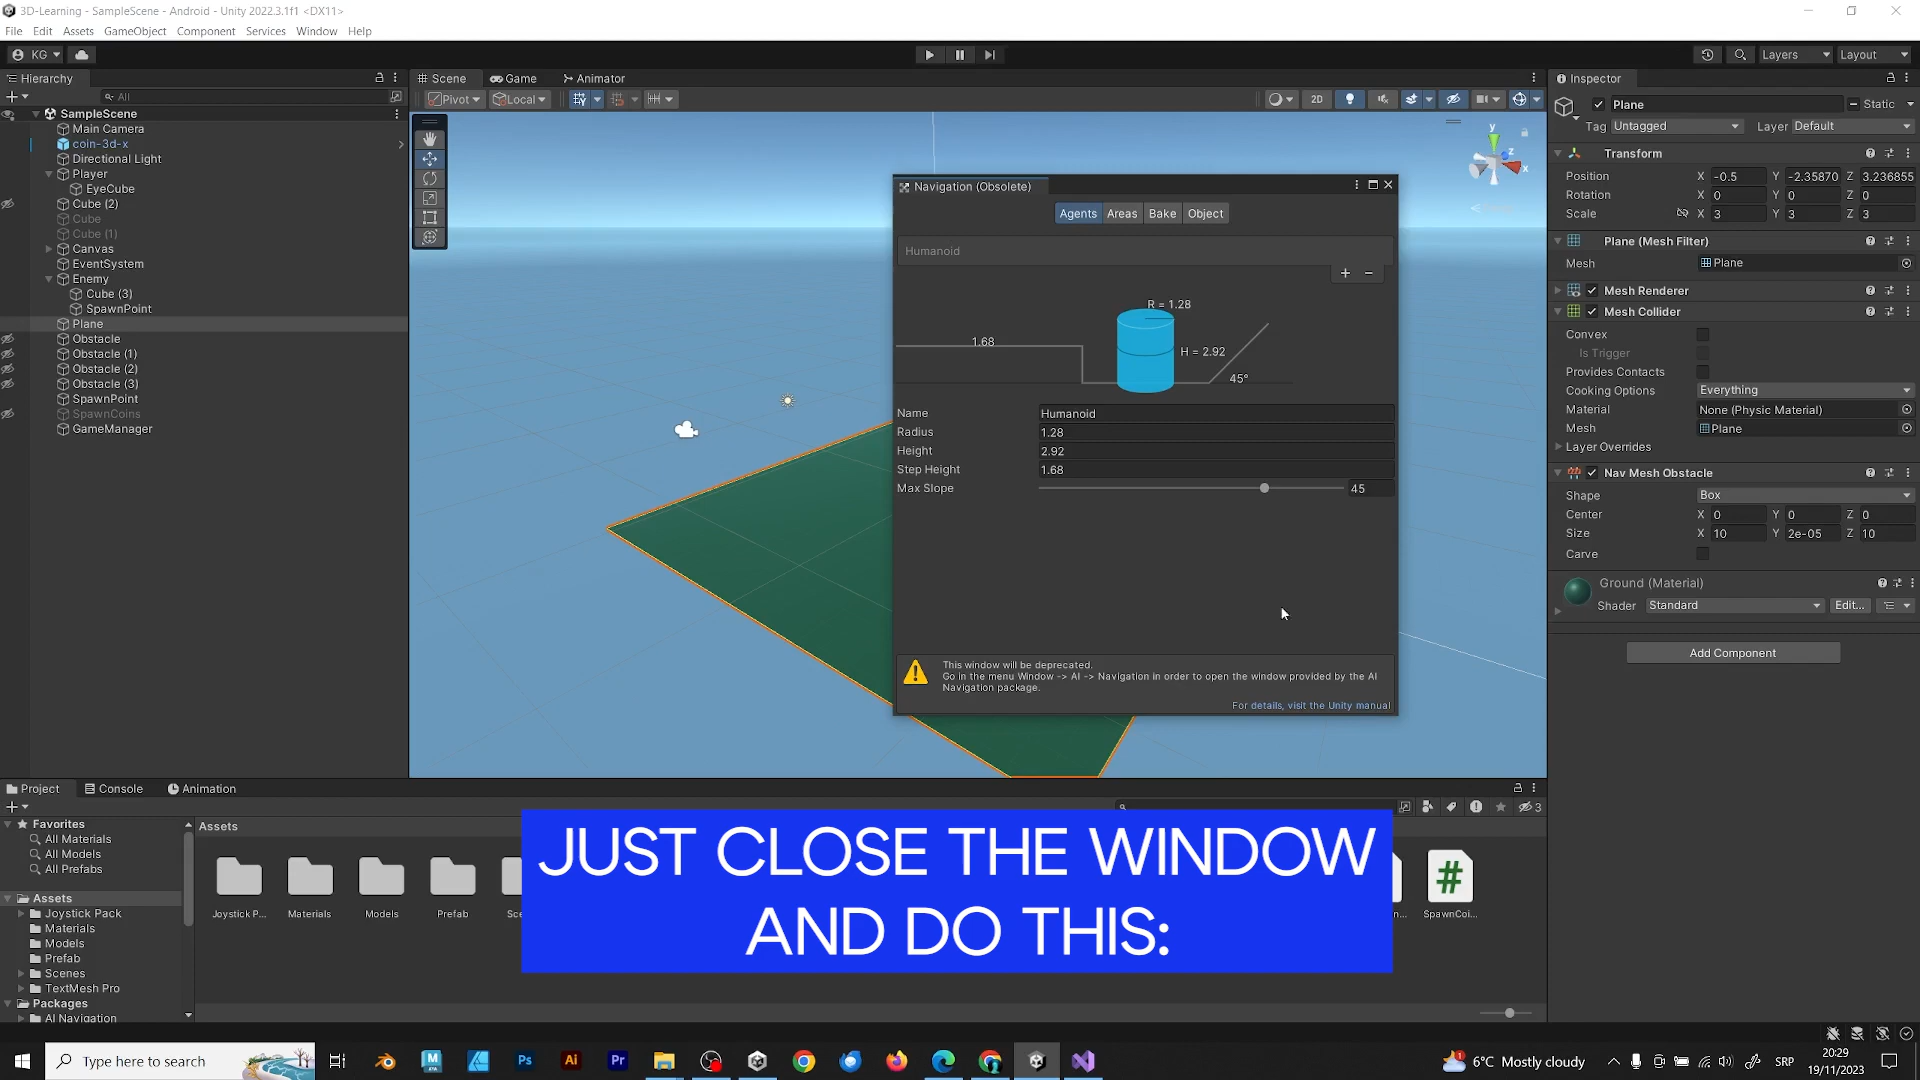 3D-Learning - SampleScene - Android - Unity 2022.3.1f1 <DX11>
File Edit Assets GameObject Component Services Window Help
KG Layers Layout
Hierarchy
All
SampleScene
Main Camera
coin-3d-x
Directional Light
Player
EyeCube
Cube (2)
Cube
Cube (1)
Canvas
EventSystem
Enemy
Cube (3)
SpawnPoint
Plane
Obstacle
Obstacle (1)
Obstacle (2)
Obstacle (3)
SpawnPoint
SpawnCoins
GameManager
Scene Game Animator
Pivot Local 2D
y
z
x
Navigation (Obsolete)
Agents Areas Bake Object
Humanoid
+ −
R = 1.28
1.68
H = 2.92
45°
Name Humanoid
Radius 1.28
Height 2.92
Step Height 1.68
Max Slope 45
This window will be deprecated.
Go in the menu Window -> AI -> Navigation in order to open the window provided by the AI
Navigation package.
For details, visit the Unity manual
Inspector
Plane Static
Tag Untagged Layer Default
Transform
Position X -0.5 Y -2.35870 Z 3.236855
Rotation X 0 Y 0 Z 0
Scale X 3 Y 3 Z 3
Plane (Mesh Filter)
Mesh Plane
Mesh Renderer
Mesh Collider
Convex
Is Trigger
Provides Contacts
Cooking Options Everything
Material None (Physic Material)
Mesh Plane
Layer Overrides
Nav Mesh Obstacle
Shape Box
Center X 0 Y 0 Z 0
Size X 10 Y 2e-05 Z 10
Carve
Ground (Material)
Shader Standard Edit...
Add Component
Project Console Animation
3
Favorites
All Materials
All Models
All Prefabs
Assets
Joystick Pack
Materials
Models
Prefab
Scenes
TextMesh Pro
Packages
AI Navigation
Assets
Joystick P... Materials Models Prefab SpawnCoi...
JUST CLOSE THE WINDOW
AND DO THIS:
Type here to search
Ps Ai Pr
6°C Mostly cloudy
SRP
20:29
19/11/2023